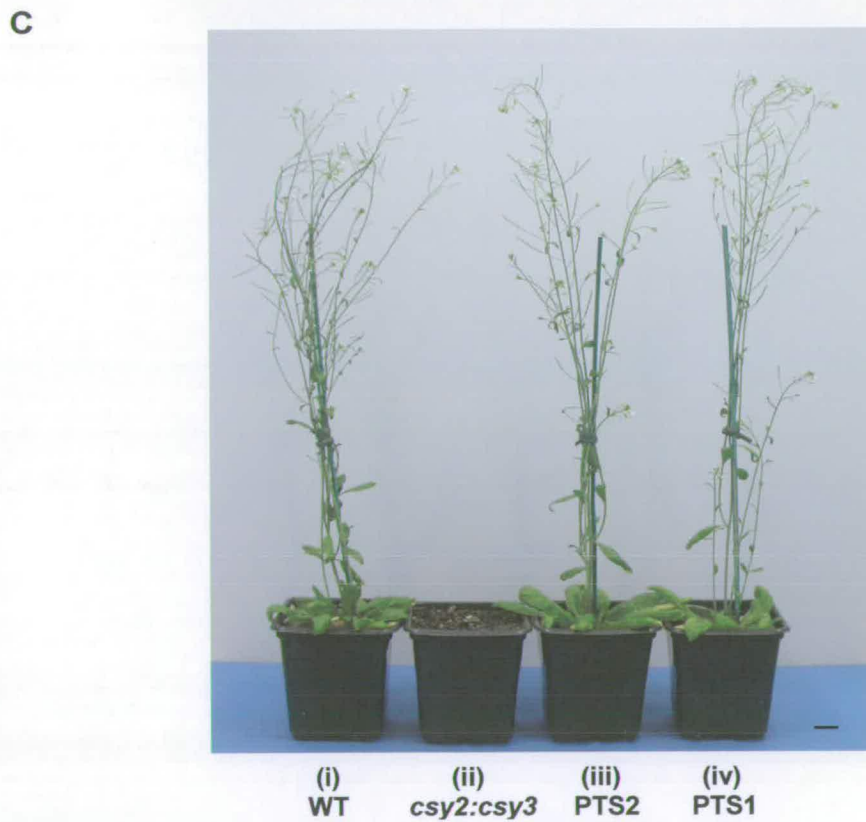 C
(i) (ii) (iii) (iv)
WT csy2:csy3 PTS2 PTS1